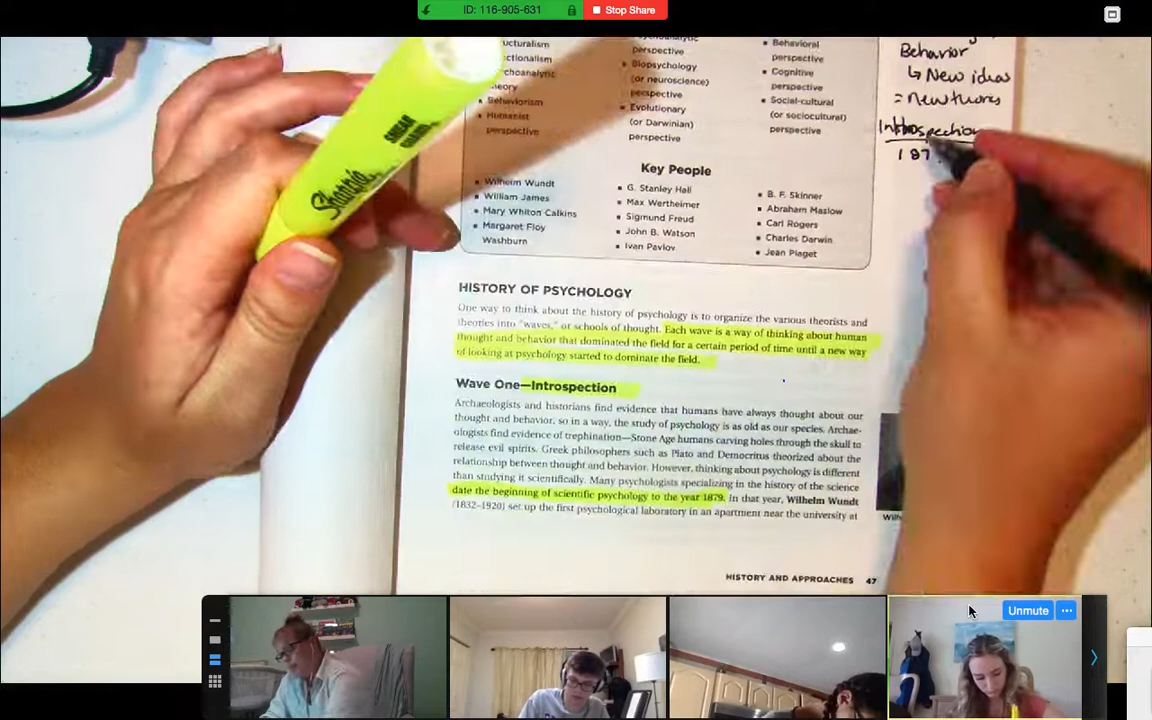 ID: 116-905-631
Stop Share
perspective
Biopsychology
(or neuroscience)
perspective
Evolutionary
(or Darwinian)
perspective
Behaviorism
Humanist
perspective
Behavioral
perspective
Cognitive
perspective
Social-cultural
(or sociocultural)
perspective
Behavior
↳ New ideas
= new
Introspection
187
Sharpie
SMEAR
GUARD
Key People
Wilhelm Wundt
William James
Mary Whiton Calkins
Margaret Floy
Washburn
G. Stanley Hall
Max Wertheimer
Sigmund Freud
John B. Watson
Ivan Pavlov
B. F. Skinner
Abraham Maslow
Carl Rogers
Charles Darwin
Jean Piaget
HISTORY OF PSYCHOLOGY
One way to think about the history of psychology is to organize the various theorists and
theories into "waves," or schools of thought. Each wave is a way of thinking about human
thought and behavior that dominated the field for a certain period of time until a new way
of looking at psychology started to dominate the field.
Wave One—Introspection
Archaeologists and historians find evidence that humans have always thought about our
thought and behavior, so in a way, the study of psychology is as old as our species. Archae-
ologists find evidence of trephination—Stone Age humans carving holes through the skull to
release evil spirits. Greek philosophers such as Plato and Democritus theorized about the
relationship between thought and behavior. However, thinking about psychology is different
than studying it scientifically. Many psychologists specializing in the history of the science
date the beginning of scientific psychology to the year 1879. In that year, Wilhelm Wundt
(1832–1920) set up the first psychological laboratory in an apartment near the university at
Wilh
HISTORY AND APPROACHES 47
Unmute